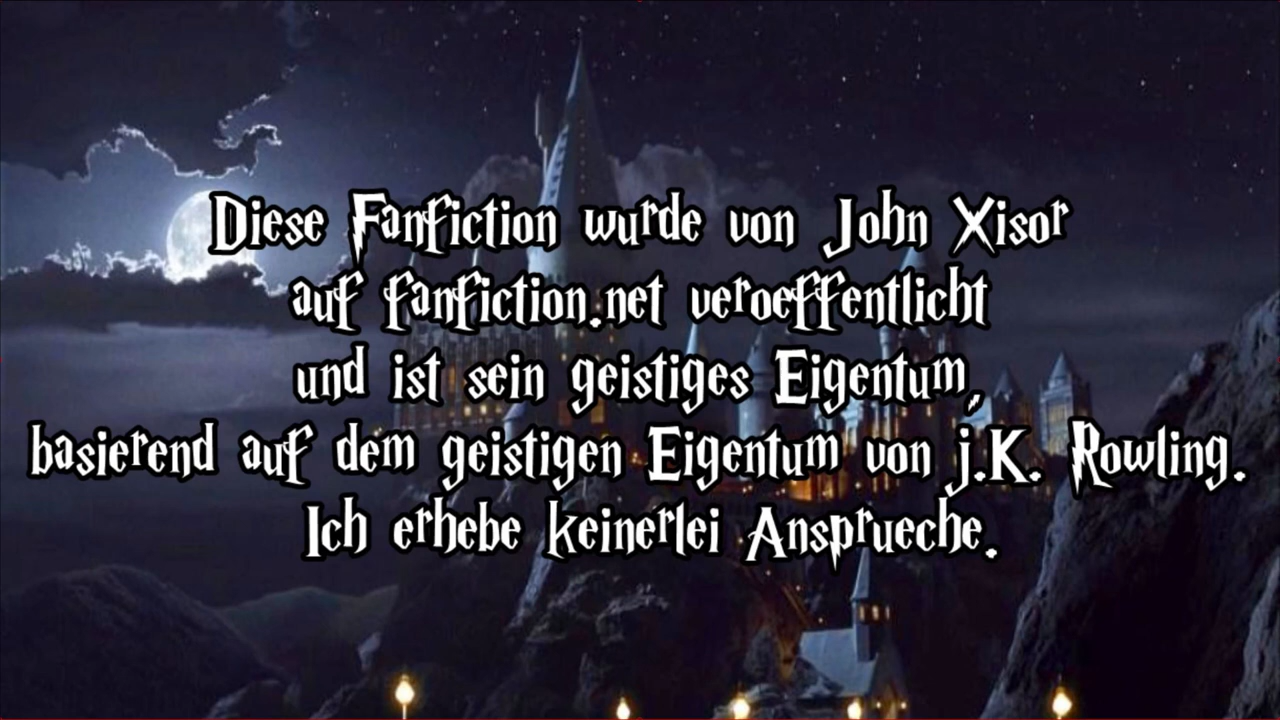 Diese Fanfiction wurde von John Xisor
auf fanfiction.net veroeffentlicht
und ist sein geistiges Eigentum,
basierend auf dem geistigen Eigentum von j.K. Rowling.
Ich erhebe keinerlei Ansprueche.